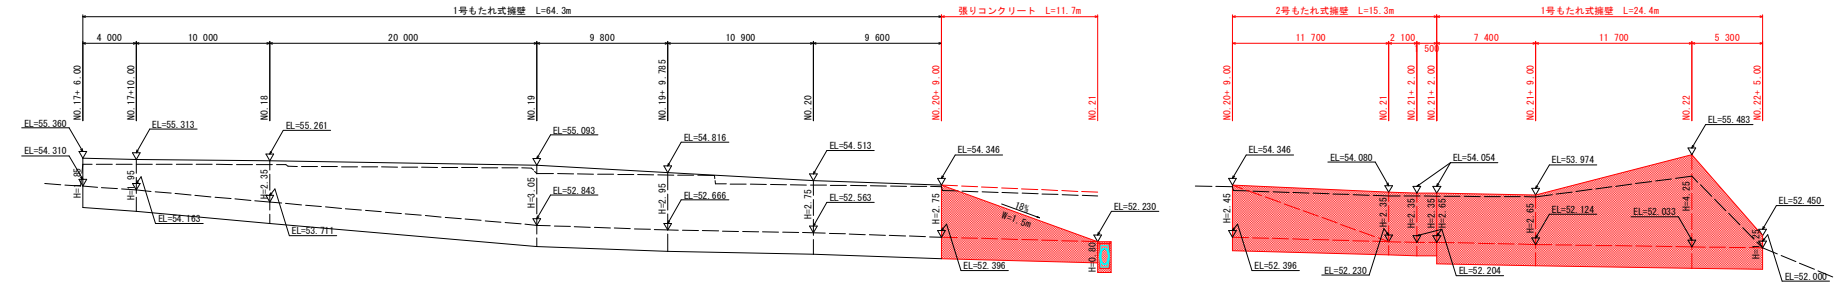 1号もたれ式擁壁 L=64.3m
張りコンクリート L=11.7m
4 000
10 000
20 000
9 800
10 900
9 600
NO.17+ 6.00
NO.17+10.00
NO.18
NO.19
NO.19+ 9.785
NO.20
NO.20+ 9.00
NO.21
EL=55.360
EL=55.313
EL=55.261
EL=55.093
EL=54.816
EL=54.513
EL=54.346
EL=54.310
EL=54.163
EL=53.711
EL=52.843
EL=52.666
EL=52.563
EL=52.396
EL=52.230
H=2.35
H=3.05
H=2.95
H=2.75
H=2.75
H=0.80
18%
W=1.5m
2号もたれ式擁壁 L=15.3m
1号もたれ式擁壁 L=24.4m
11 700
2 100
500
7 400
11 700
5 300
NO.20+ 9.00
NO.21
NO.21+ 2.00
NO.21+ 2.00
NO.21+ 9.00
NO.22
NO.22+ 5.00
EL=54.346
EL=54.080
EL=54.054
EL=53.974
EL=55.483
EL=52.450
EL=52.396
EL=52.230
EL=52.204
EL=52.124
EL=52.033
EL=52.000
H=2.45
H=2.35
H=2.35
H=2.65
H=2.65
H=4.25